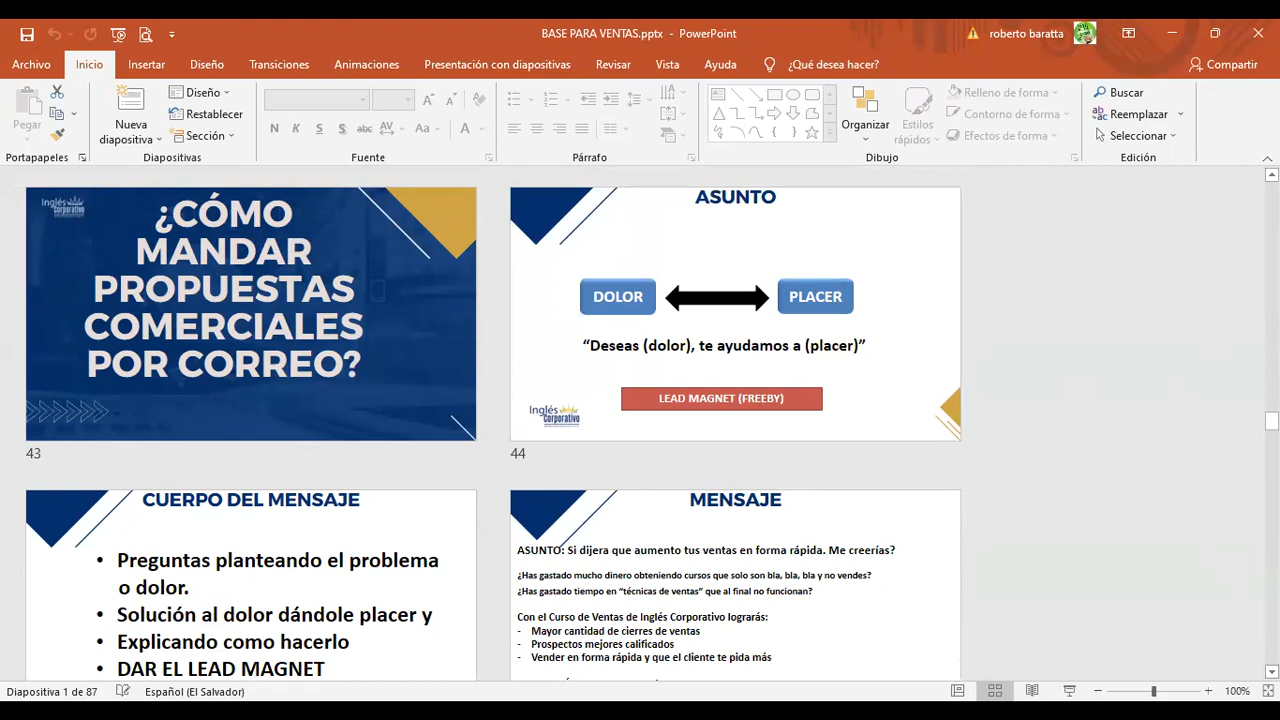 BASE PARA VENTAS.pptx - PowerPoint
roberto baratta
Archivo Inicio Insertar Diseño Transiciones Animaciones Presentación con diapositivas Revisar Vista Ayuda ¿Qué desea hacer? Compartir
Pegar
Nueva diapositiva
Diseño
Restablecer
Sección
N K S S abc AV Aa A
Organizar
Estilos rápidos
Relleno de forma
Contorno de forma
Efectos de forma
Buscar
Reemplazar
Seleccionar
Portapapeles Diapositivas Fuente Párrafo Dibujo Edición
Inglés
Corporativo
¿CÓMO
MANDAR
PROPUESTAS
COMERCIALES
POR CORREO?
43
ASUNTO
DOLOR PLACER
“Deseas (dolor), te ayudamos a (placer)”
LEAD MAGNET (FREEBY)
Inglés
Corporativo
44
CUERPO DEL MENSAJE
• Preguntas planteando el problema
o dolor.
• Solución al dolor dándole placer y
• Explicando como hacerlo
• DAR EL LEAD MAGNET
MENSAJE
ASUNTO: Si dijera que aumento tus ventas en forma rápida. Me creerías?
¿Has gastado mucho dinero obteniendo cursos que solo son bla, bla, bla y no vendes?
¿Has gastado tiempo en “técnicas de ventas” que al final no funcionan?
Con el Curso de Ventas de Inglés Corporativo lograrás:
- Mayor cantidad de cierres de ventas
- Prospectos mejores calificados
- Vender en forma rápida y que el cliente te pida más
Diapositiva 1 de 87 Español (El Salvador) 100%